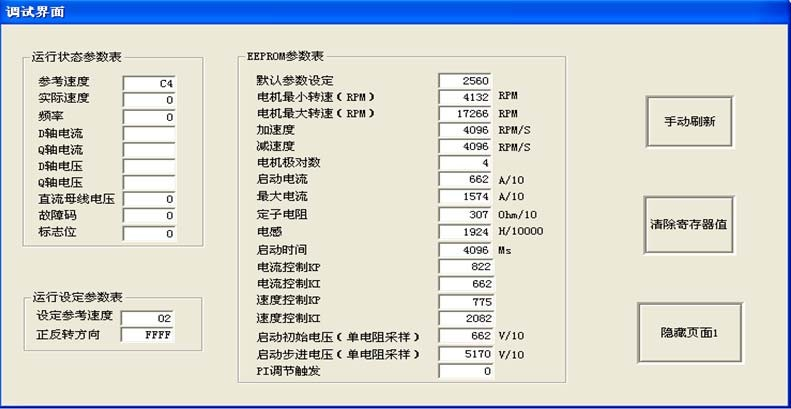 调试界面
运行状态参数表
参考速度 C4
实际速度 0
频率 0
D轴电流
Q轴电流
D轴电压
Q轴电压
直流母线电压 0
故障码 0
标志位 0
运行设定参数表
设定参考速度 02
正反转方向 FFFF
EEPROM参数表
默认参数设定 2560
电机最小转速(RPM) 4132 RPM
电机最大转速(RPM) 17266 RPM
加速度 4096 RPM/S
减速度 4096 RPM/S
电机极对数 4
启动电流 662 A/10
最大电流 1574 A/10
定子电阻 307 Ohm/10
电感 1924 H/10000
启动时间 4096 Ms
电流控制KP 822
电流控制KI 662
速度控制KP 775
速度控制KI 2082
启动初始电压(单电阻采样) 662 V/10
启动步进电压(单电阻采样) 5170 V/10
PI调节触发 0
手动刷新
清除寄存器值
隐藏页面1